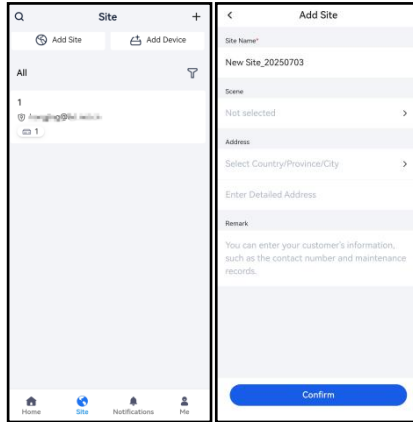 Site
Add Site
Add Device
All
1
1
Home
Site
Notifications
Me
Add Site
Site Name*
New Site_20250703
Scene
Not selected
Address
Select Country/Province/City
Enter Detailed Address
Remark
You can enter your customer's information,
such as the contact number and maintenance
records.
Confirm